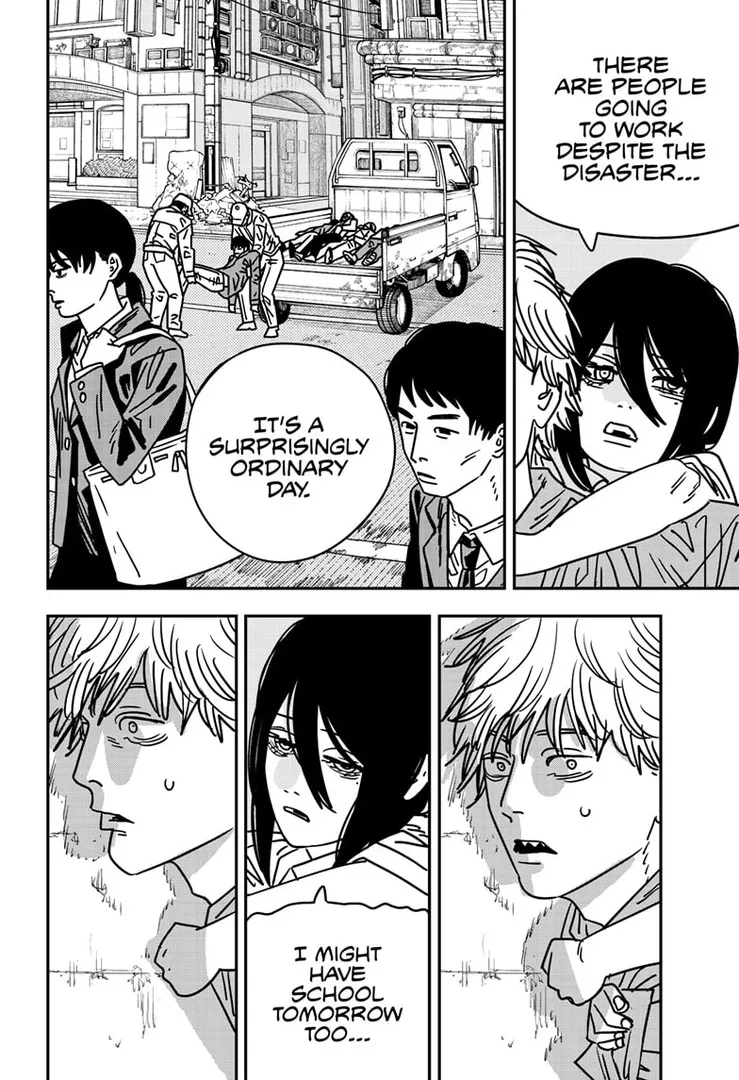 THERE
ARE PEOPLE
GOING
TO WORK
DESPITE THE
DISASTER...
IT'S A
SURPRISINGLY
ORDINARY
DAY.
I MIGHT
HAVE
SCHOOL
TOMORROW
TOO...